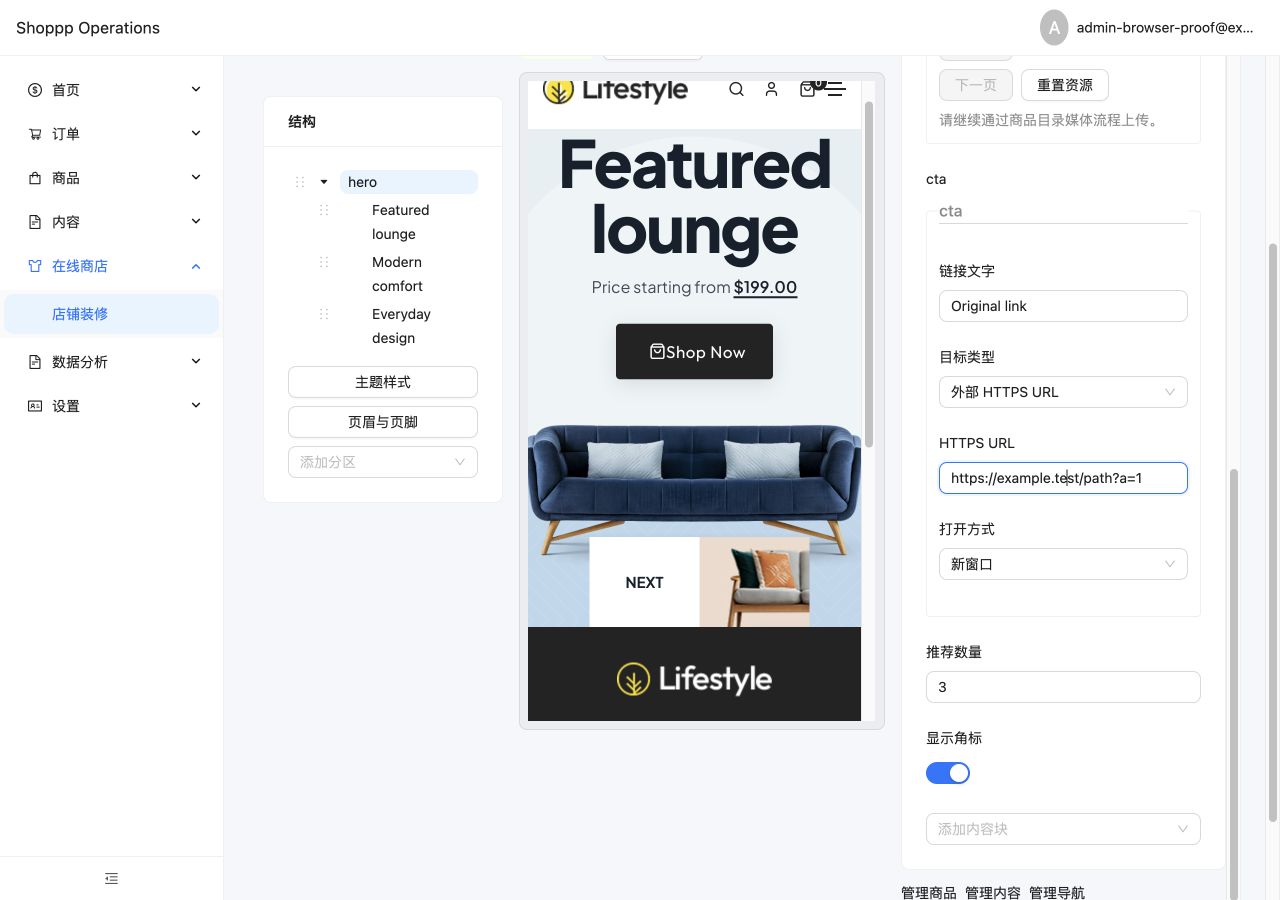 Shoppp Operations
A
admin-browser-proof@ex...
首页
订单
商品
内容
在线商店
店铺装修
数据分析
设置
结构
hero
Featured
lounge
Modern
comfort
Everyday
design
主题样式
页眉与页脚
添加分区
Lifestyle
0
Featured
lounge
Price starting from $199.00
Shop Now
NEXT
Lifestyle
下一页
重置资源
请继续通过商品目录媒体流程上传。
cta
cta
链接文字
Original link
目标类型
外部 HTTPS URL
HTTPS URL
https://example.test/path?a=1
打开方式
新窗口
推荐数量
3
显示角标
添加内容块
管理商品 管理内容 管理导航